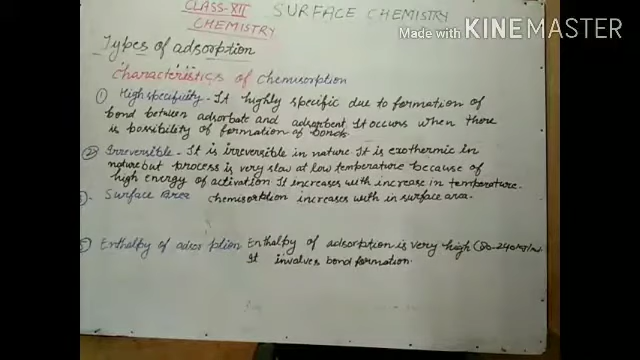 CLASS-XII SURFACE CHEMISTRY
CHEMISTRY
Made with KINEMASTER
Types of adsorption
Characteristics of chemisorption
① High specificity - It highly specific due to formation of
bond between adsorbate and adsorbent. It occurs when there
is possibility of formation of bonds
② Irreversible - It is irreversible in nature. It is exothermic in
nature but process is very slow at low temperature because of
high energy of activation It increases with increase in temperature.
Surface Area chemisorption increases with in surface area.
Enthalpy of adsorption Enthalpy of adsorption is very high
It involves bond formation.